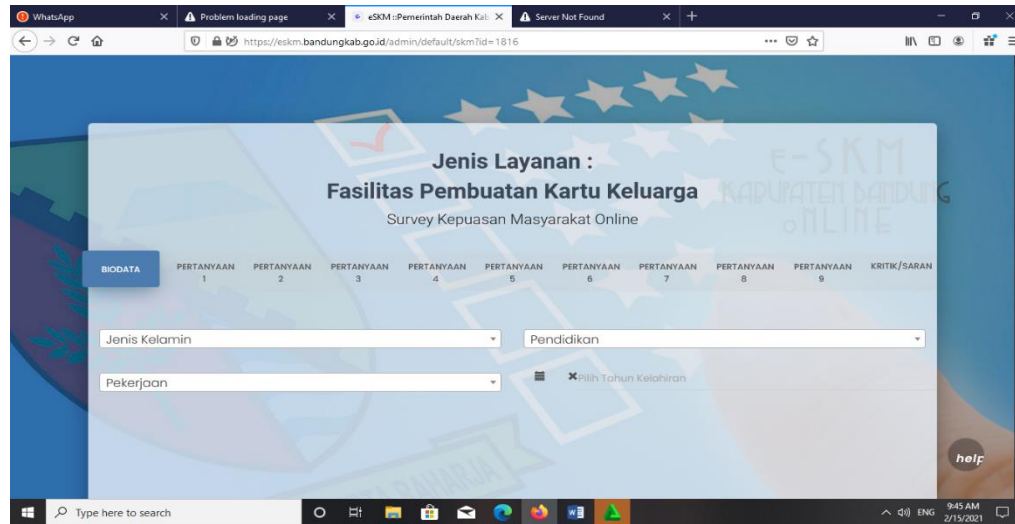 WhatsApp
Problem loading page
eSKM ::Pemerintah Daerah Kab
Server Not Found
https://eskm.bandungkab.go.id/admin/default/skm?id=1816
e-SKM
KABUPATEN BANDUNG
ONLINE
Jenis Layanan :
Fasilitas Pembuatan Kartu Keluarga
Survey Kepuasan Masyarakat Online
BIODATA
PERTANYAAN 1
PERTANYAAN 2
PERTANYAAN 3
PERTANYAAN 4
PERTANYAAN 5
PERTANYAAN 6
PERTANYAAN 7
PERTANYAAN 8
PERTANYAAN 9
KRITIK/SARAN
Jenis Kelamin
Pendidikan
Pekerjaan
Pilih Tahun Kelahiran
help
Type here to search
ENG
9:45 AM
2/15/2021